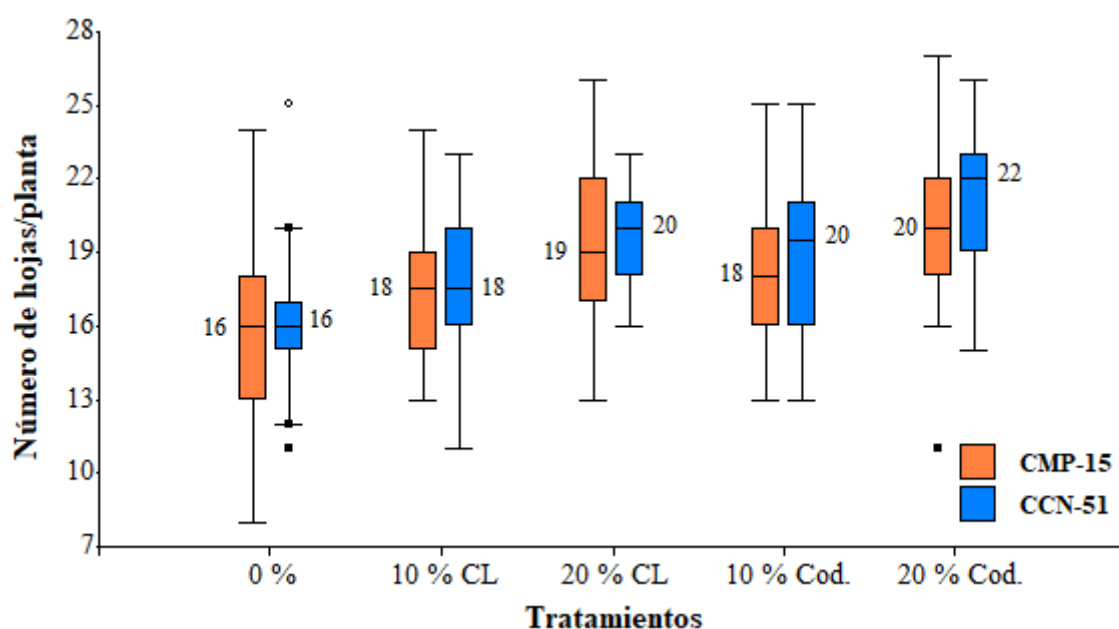 28
25
22
19
16
13
10
7
Número de hojas/planta
16
16
18
18
19
20
18
20
20
22
CMP-15
CCN-51
0 %
10 % CL
20 % CL
10 % Cod.
20 % Cod.
Tratamientos